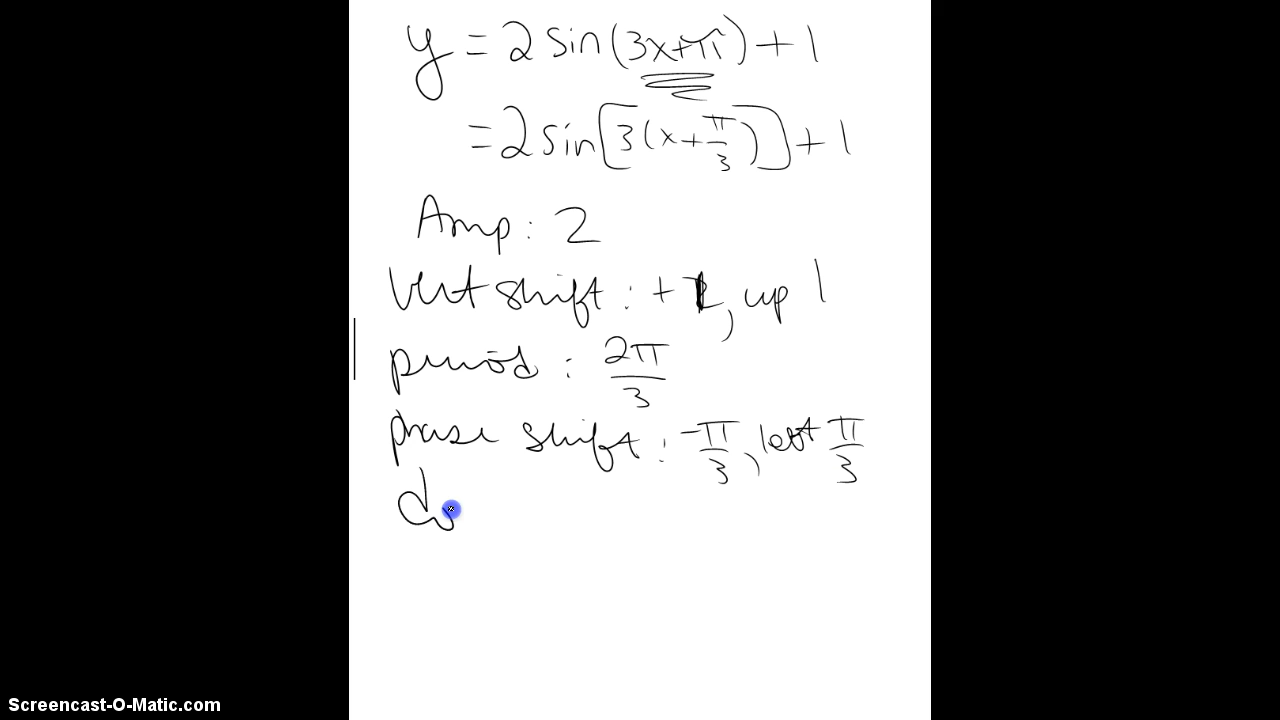 y = 2 sin(3x+π) + 1
= 2 sin[3(x+π/3)] + 1
Amp: 2
Vert shift: + 1, up 1
period: 2π/3
phase shift: -π/3, left π/3
do
Screencast-O-Matic.com